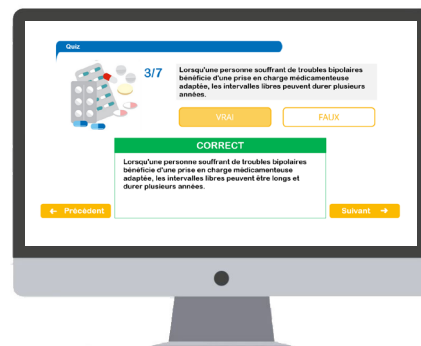 Quiz
3/7
Lorsqu'une personne souffrant de troubles bipolaires
bénéficie d'une prise en charge médicamenteuse
adaptée, les intervalles libres peuvent durer plusieurs
années.
VRAI
FAUX
CORRECT
Lorsqu'une personne souffrant de troubles bipolaires
bénéficie d'une prise en charge médicamenteuse
adaptée, les intervalles libres peuvent être longs et
durer plusieurs années.
← Précédent
Suivant →